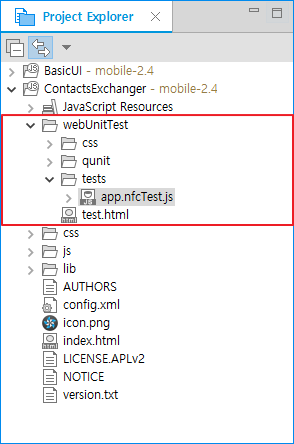 Project Explorer
BasicUI - mobile-2.4
ContactsExchanger - mobile-2.4
JavaScript Resources
webUnitTest
css
qunit
tests
app.nfcTest.js
test.html
css
js
lib
AUTHORS
config.xml
icon.png
index.html
LICENSE.APLv2
NOTICE
version.txt